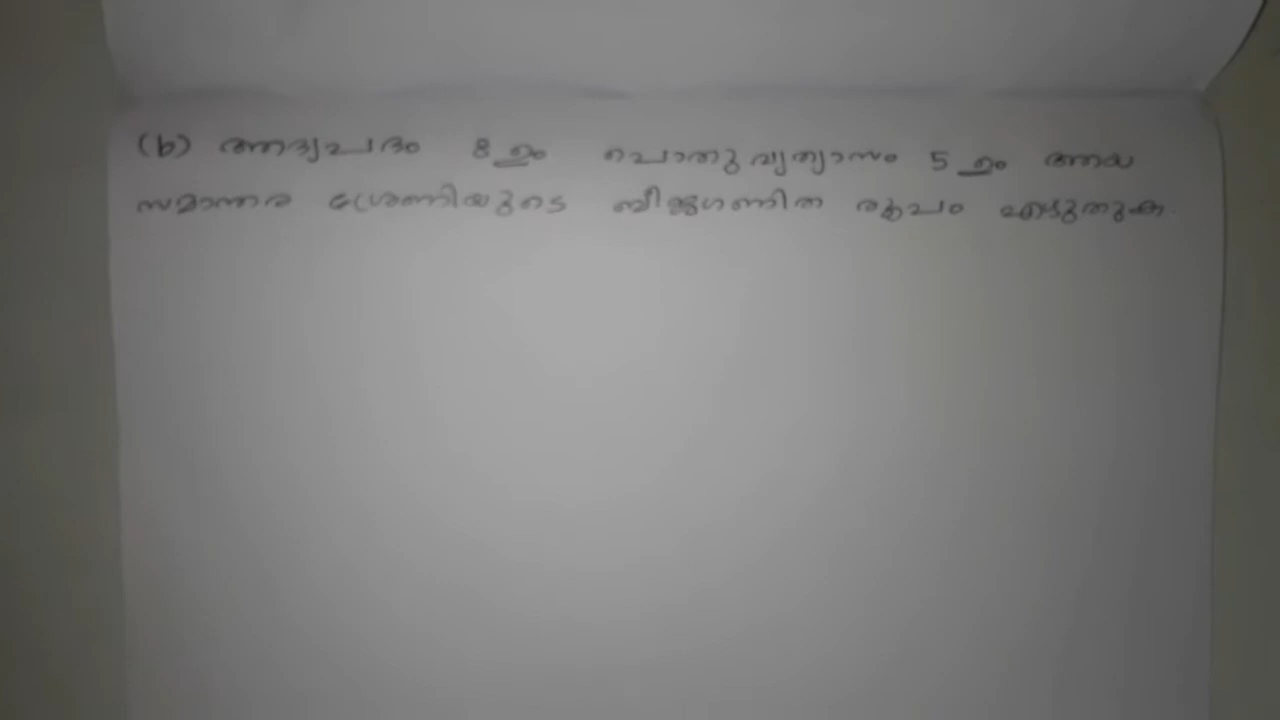 (b) ആദ്യപദം 8 ഉം പൊതുവ്യത്യാസം 5 ഉം ആയ
സമാന്തര ശ്രേണിയുടെ ബീജഗണിത രൂപം എഴുതുക.